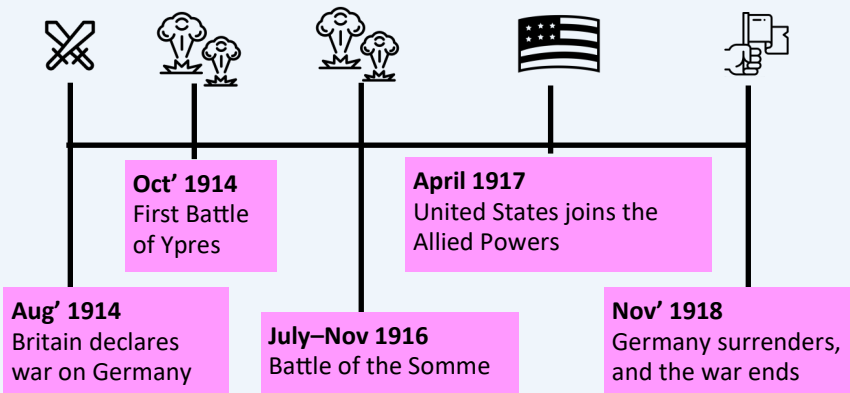 Aug’ 1914
Britain declares
war on Germany
Oct’ 1914
First Battle
of Ypres
July–Nov 1916
Battle of the Somme
April 1917
United States joins the
Allied Powers
Nov’ 1918
Germany surrenders,
and the war ends